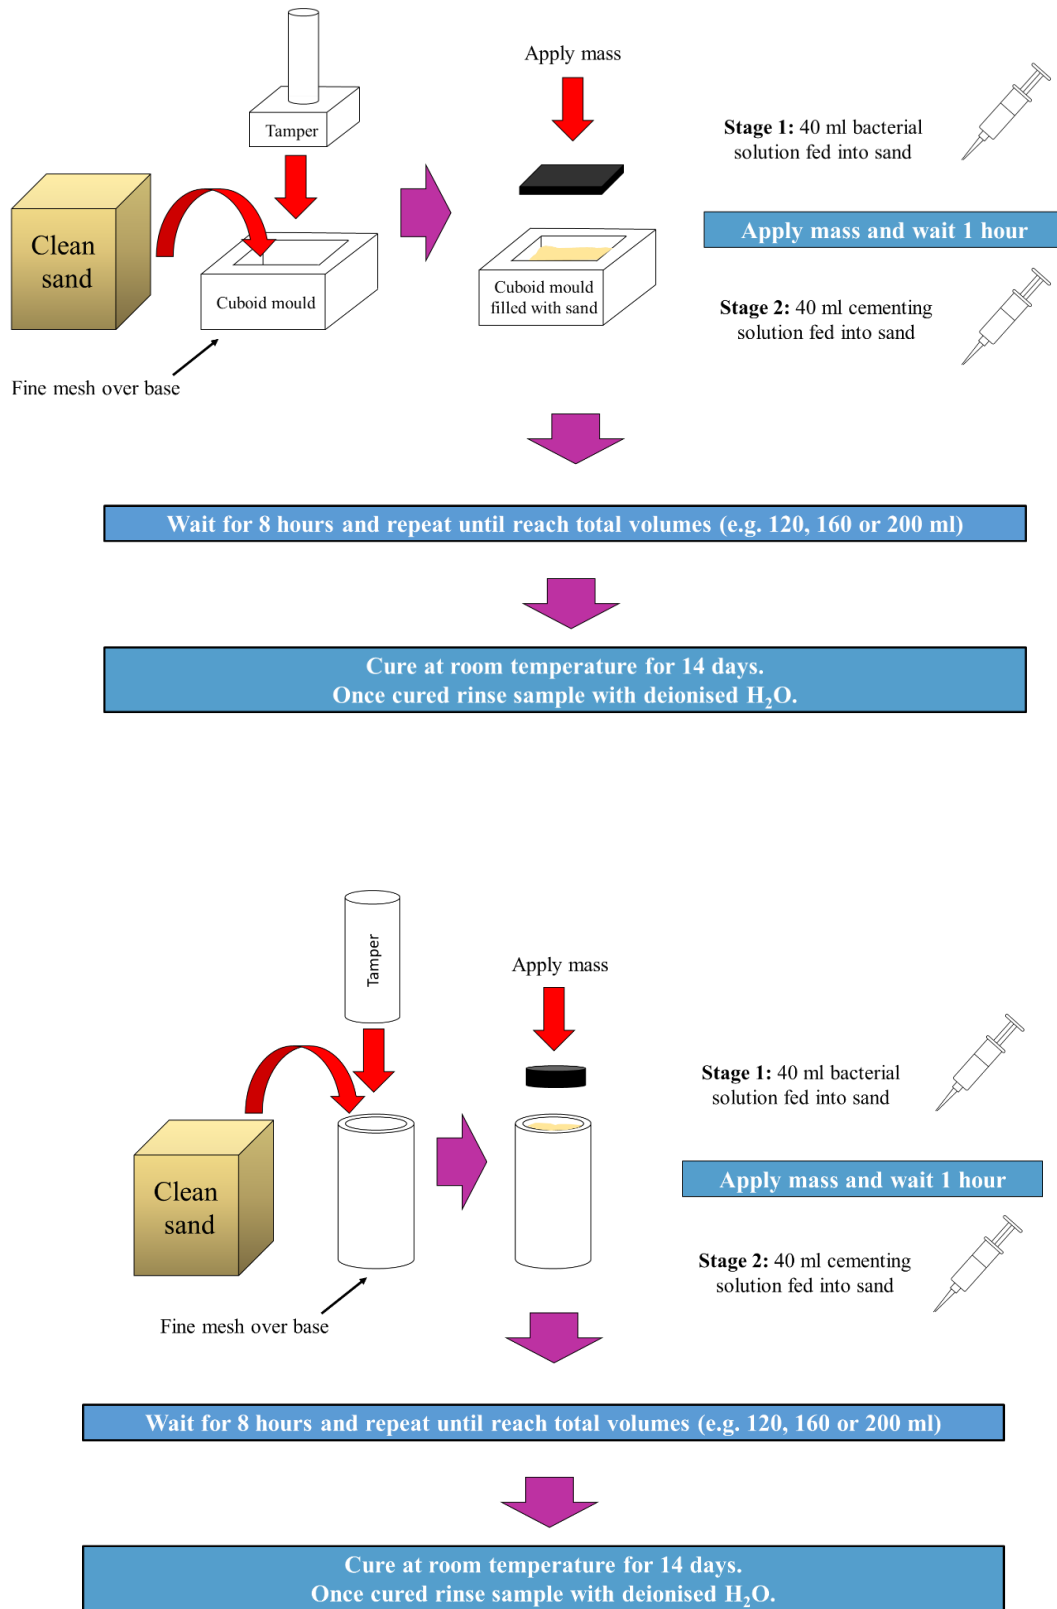 Tamper
Clean
sand
Cuboid mould
Fine mesh over base
Apply mass
Cuboid mould
filled with sand
Stage 1: 40 ml bacterial
solution fed into sand
Apply mass and wait 1 hour
Stage 2: 40 ml cementing
solution fed into sand
Wait for 8 hours and repeat until reach total volumes (e.g. 120, 160 or 200 ml)
Cure at room temperature for 14 days.
Once cured rinse sample with deionised H₂O.
Tamper
Clean
sand
Fine mesh over base
Apply mass
Stage 1: 40 ml bacterial
solution fed into sand
Apply mass and wait 1 hour
Stage 2: 40 ml cementing
solution fed into sand
Wait for 8 hours and repeat until reach total volumes (e.g. 120, 160 or 200 ml)
Cure at room temperature for 14 days.
Once cured rinse sample with deionised H₂O.